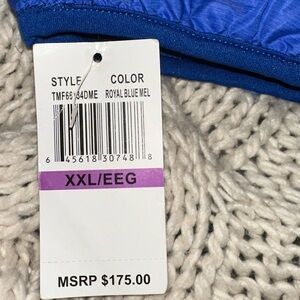 STYLE COLOR
ROYAL BLUE MEL
6 45618 30748 8
XXL/EEG
MSRP $175.00